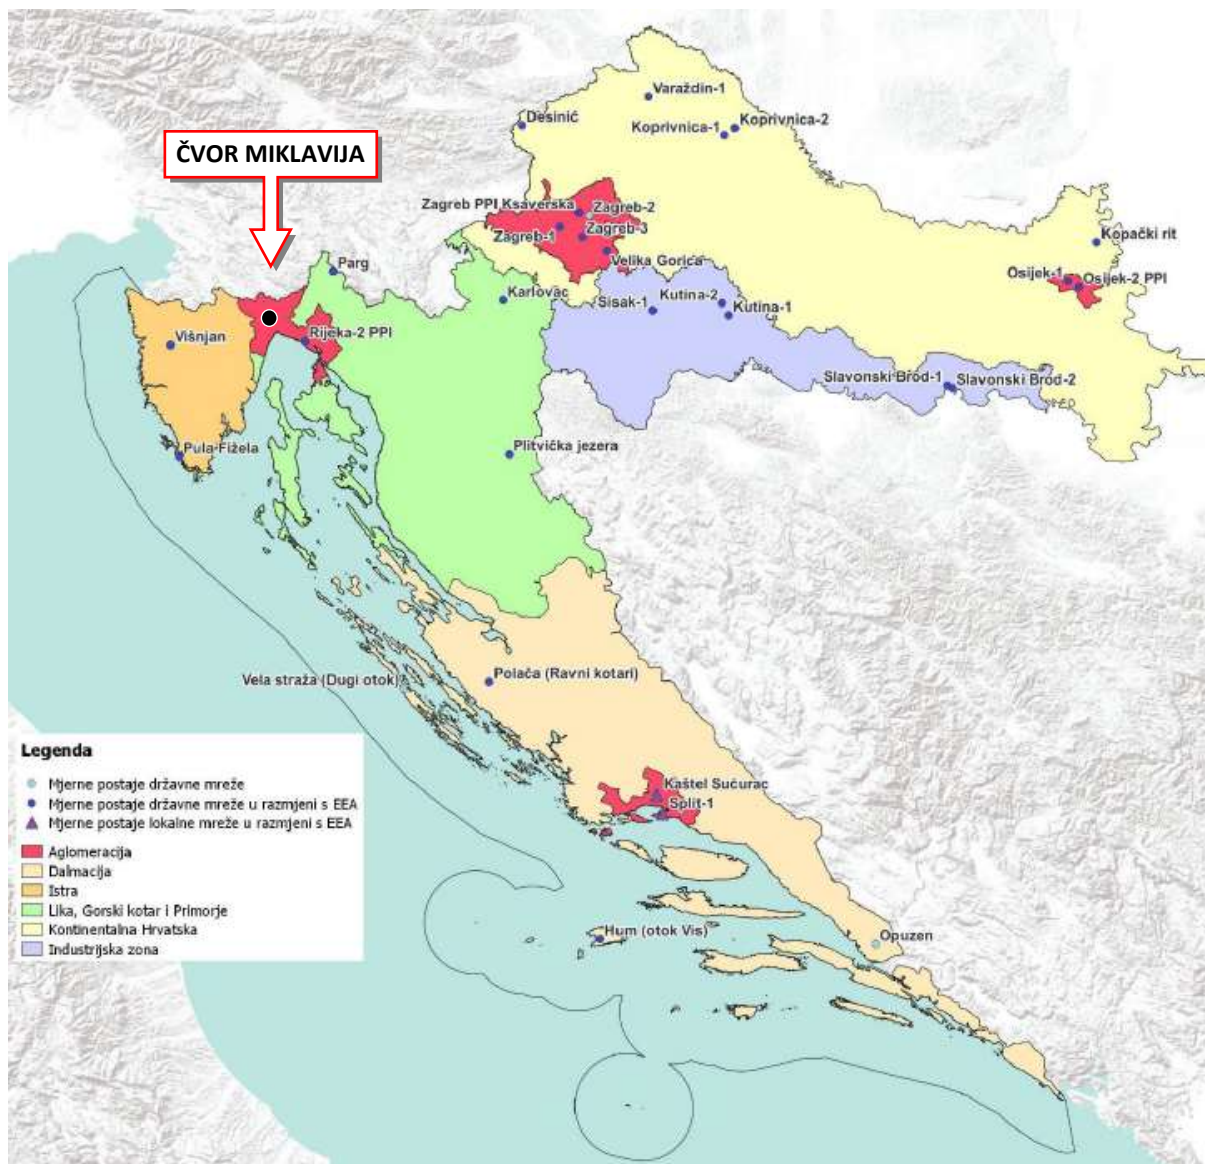 Varaždin-1
Desinić
Koprivnica-1
Koprivnica-2
ČVOR MIKLAVIJA
Zagreb PPI Ksaverska
Zagreb-2
Zagreb-1
Zagreb-3
Velika Gorica
Kopački rit
Osijek-1
Osijek-2 PPI
Parg
Karlovac
Sisak-1
Kutina-2
Kutina-1
Višnjan
Rijeka-2 PPI
Slavonski Brod-1
Slavonski Brod-2
Pula Fižela
Plitvička jezera
Vela straža (Dugi otok)
Polača (Ravni kotari)
Legenda
Mjerne postaje državne mreže
Mjerne postaje državne mreže u razmjeni s EEA
Mjerne postaje lokalne mreže u razmjeni s EEA
Aglomeracija
Dalmacija
Istra
Lika, Gorski kotar i Primorje
Kontinentalna Hrvatska
Industrijska zona
Kaštel Sućurac
Split-1
Hum (otok Vis)
Opuzen